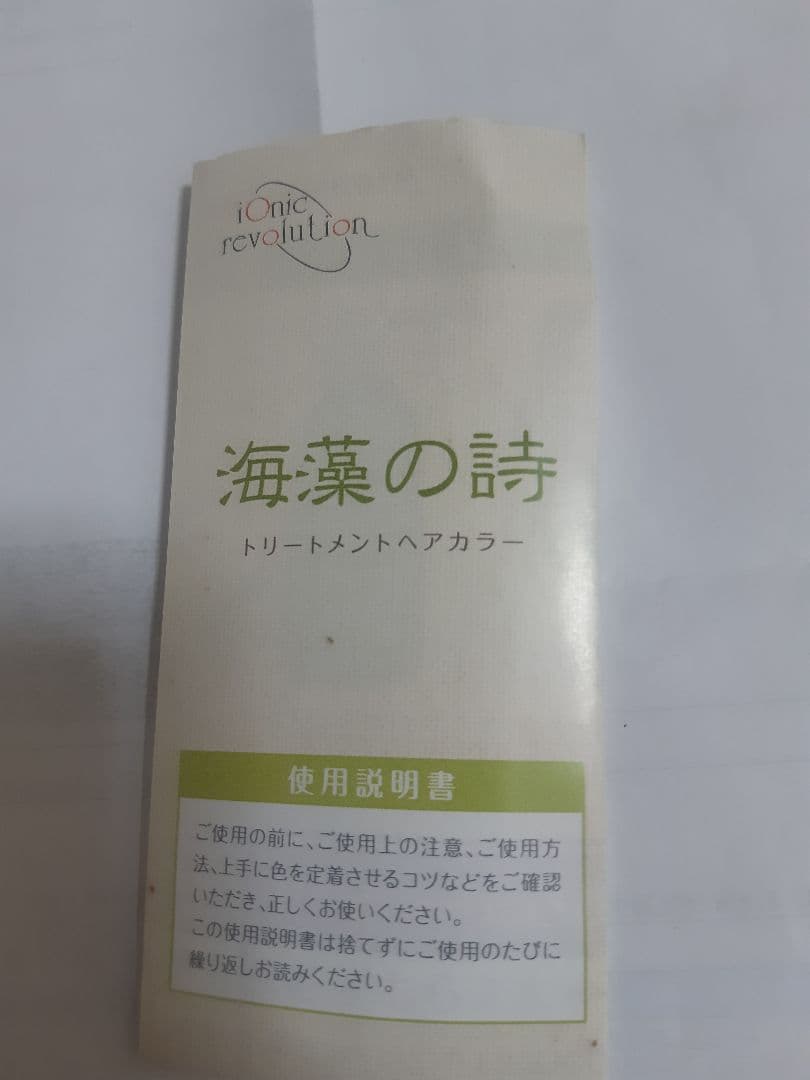 iOnic
revolution
海藻の詩
トリートメントヘアカラー
使用説明書
ご使用の前に、ご使用上の注意、ご使用方
法、上手に色を定着させるコツなどをご確認
いただき、正しくお使いください。
この使用説明書は捨てずにご使用のたびに
繰り返しお読みください。